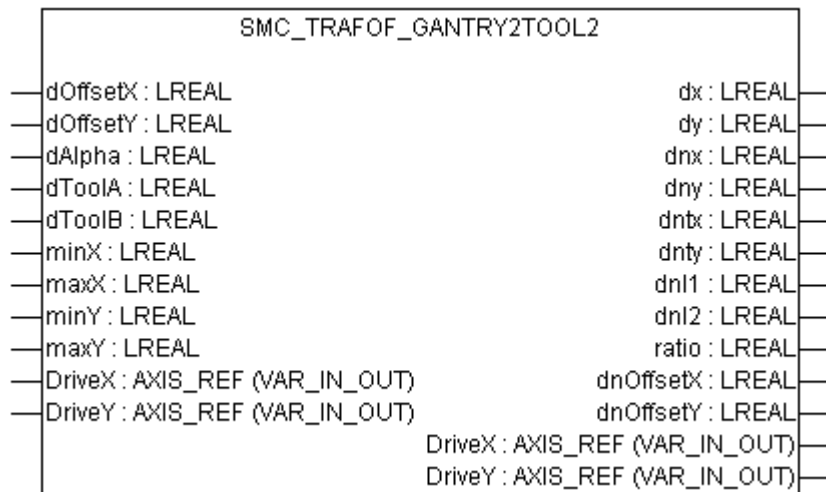 SMC_TRAFOF_GANTRY2TOOL2
dOffsetX : LREAL dx : LREAL
dOffsetY : LREAL dy : LREAL
dAlpha : LREAL dnx : LREAL
dToolA : LREAL dny : LREAL
dToolB : LREAL dntx : LREAL
minX : LREAL dnty : LREAL
maxX : LREAL dnl1 : LREAL
minY : LREAL dnl2 : LREAL
maxY : LREAL ratio : LREAL
DriveX : AXIS_REF (VAR_IN_OUT) dnOffsetX : LREAL
DriveY : AXIS_REF (VAR_IN_OUT) dnOffsetY : LREAL
DriveX : AXIS_REF (VAR_IN_OUT)
DriveY : AXIS_REF (VAR_IN_OUT)